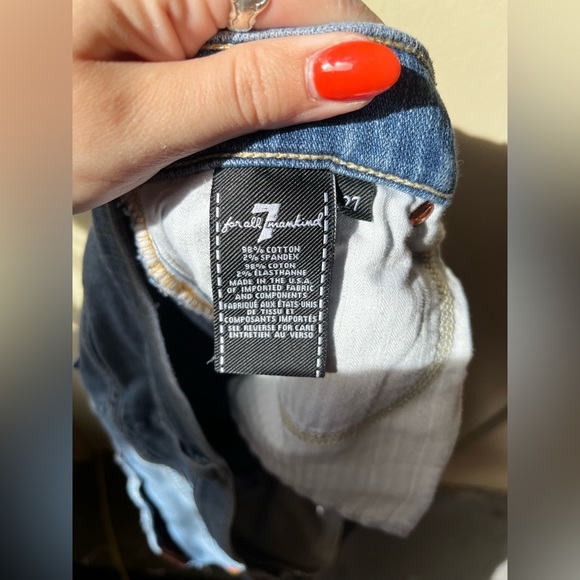 for all 7 mankind
98% COTTON
2% SPANDEX
98% COTON
2% ÉLASTHANNE
MADE IN THE U.S.A.
OF IMPORTED FABRIC
AND COMPONENTS
FABRIQUÉ AUX ÉTATS-UNIS
DE TISSU ET
COMPOSANTS IMPORTÉS
SEE REVERSE FOR CARE
ENTRETIEN AU VERSO
27